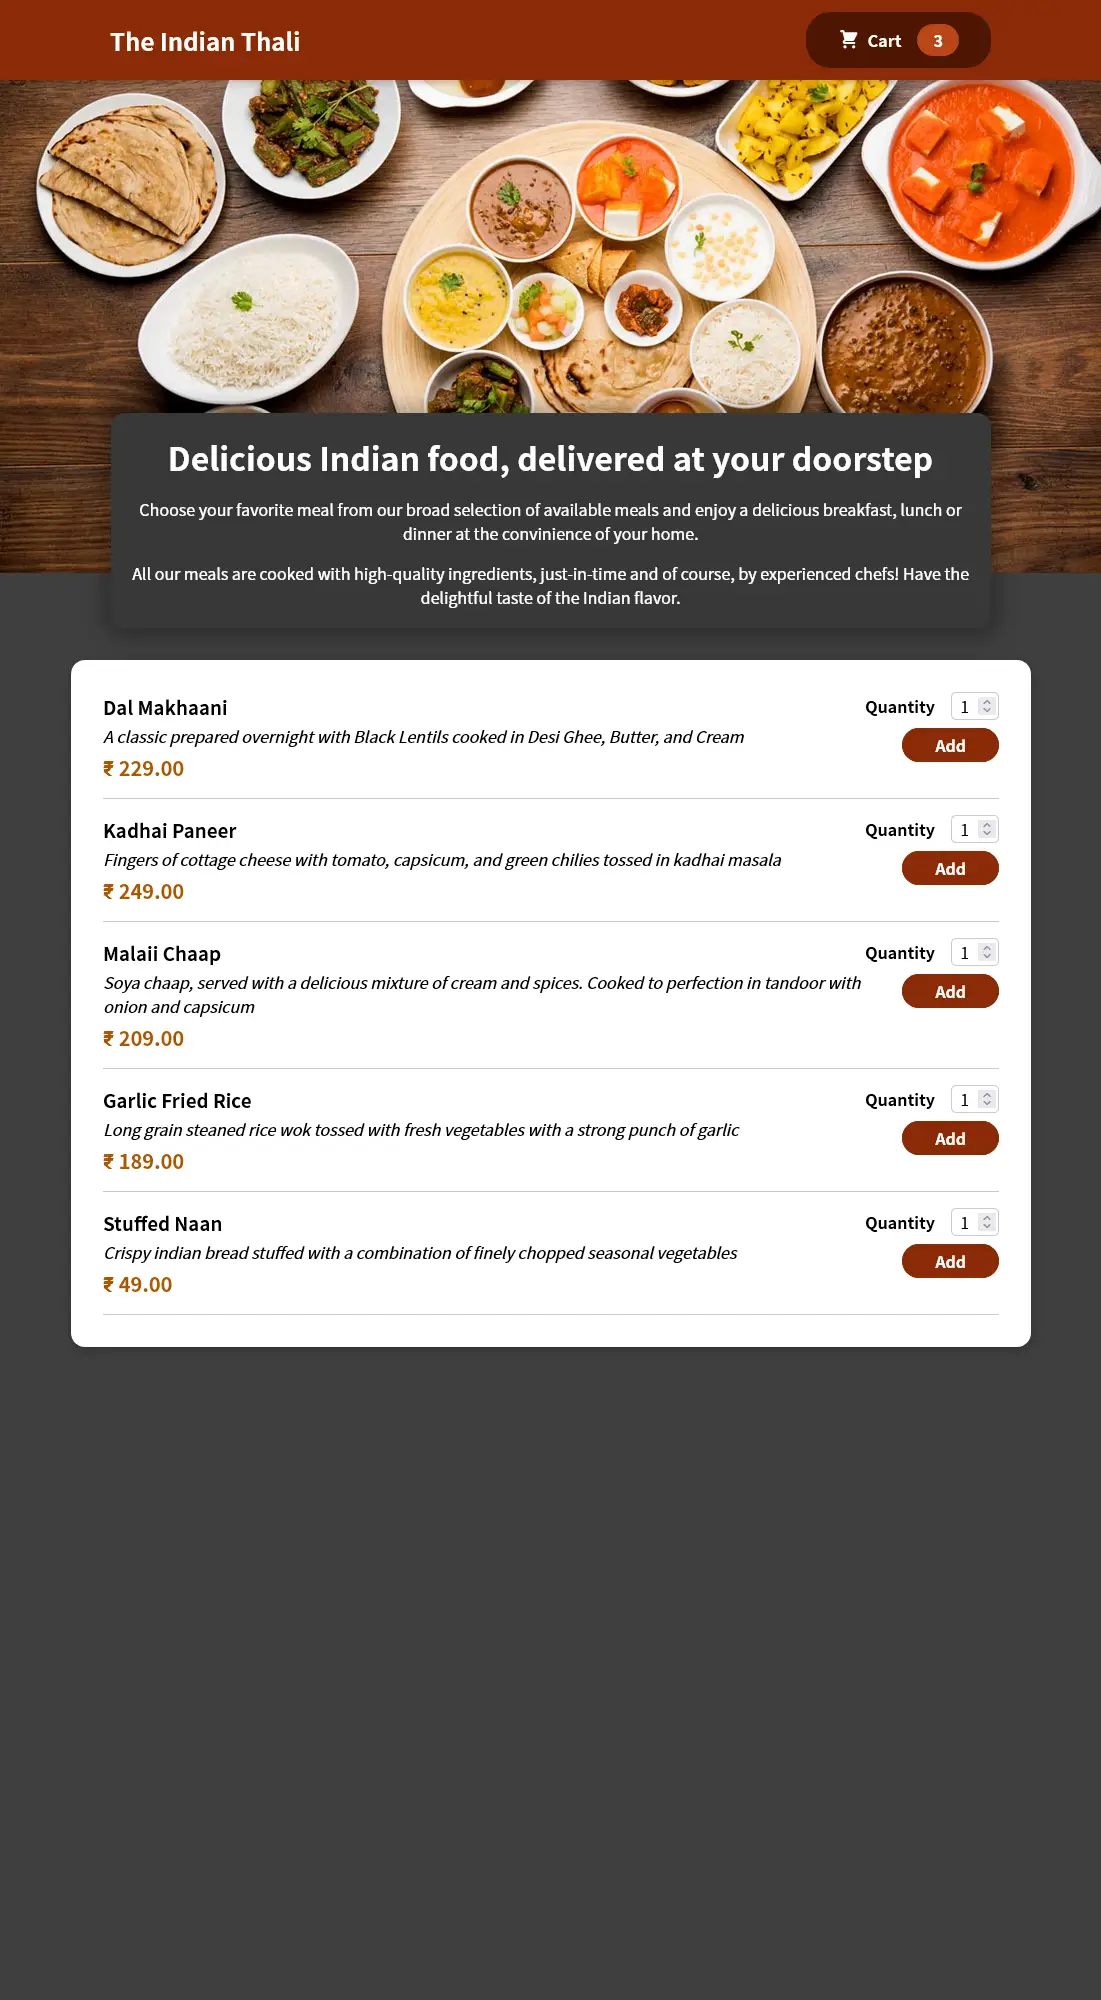 The Indian Thali
Cart 3
Delicious Indian food, delivered at your doorstep
Choose your favorite meal from our broad selection of available meals and enjoy a delicious breakfast, lunch or
dinner at the convinience of your home.
All our meals are cooked with high-quality ingredients, just-in-time and of course, by experienced chefs! Have the
delightful taste of the Indian flavor.
Dal Makhaani
Quantity 1
A classic prepared overnight with Black Lentils cooked in Desi Ghee, Butter, and Cream
Add
₹ 229.00
Kadhai Paneer
Quantity 1
Fingers of cottage cheese with tomato, capsicum, and green chilies tossed in kadhai masala
Add
₹ 249.00
Malaii Chaap
Quantity 1
Soya chaap, served with a delicious mixture of cream and spices. Cooked to perfection in tandoor with
onion and capsicum
Add
₹ 209.00
Garlic Fried Rice
Quantity 1
Long grain steaned rice wok tossed with fresh vegetables with a strong punch of garlic
Add
₹ 189.00
Stuffed Naan
Quantity 1
Crispy indian bread stuffed with a combination of finely chopped seasonal vegetables
Add
₹ 49.00